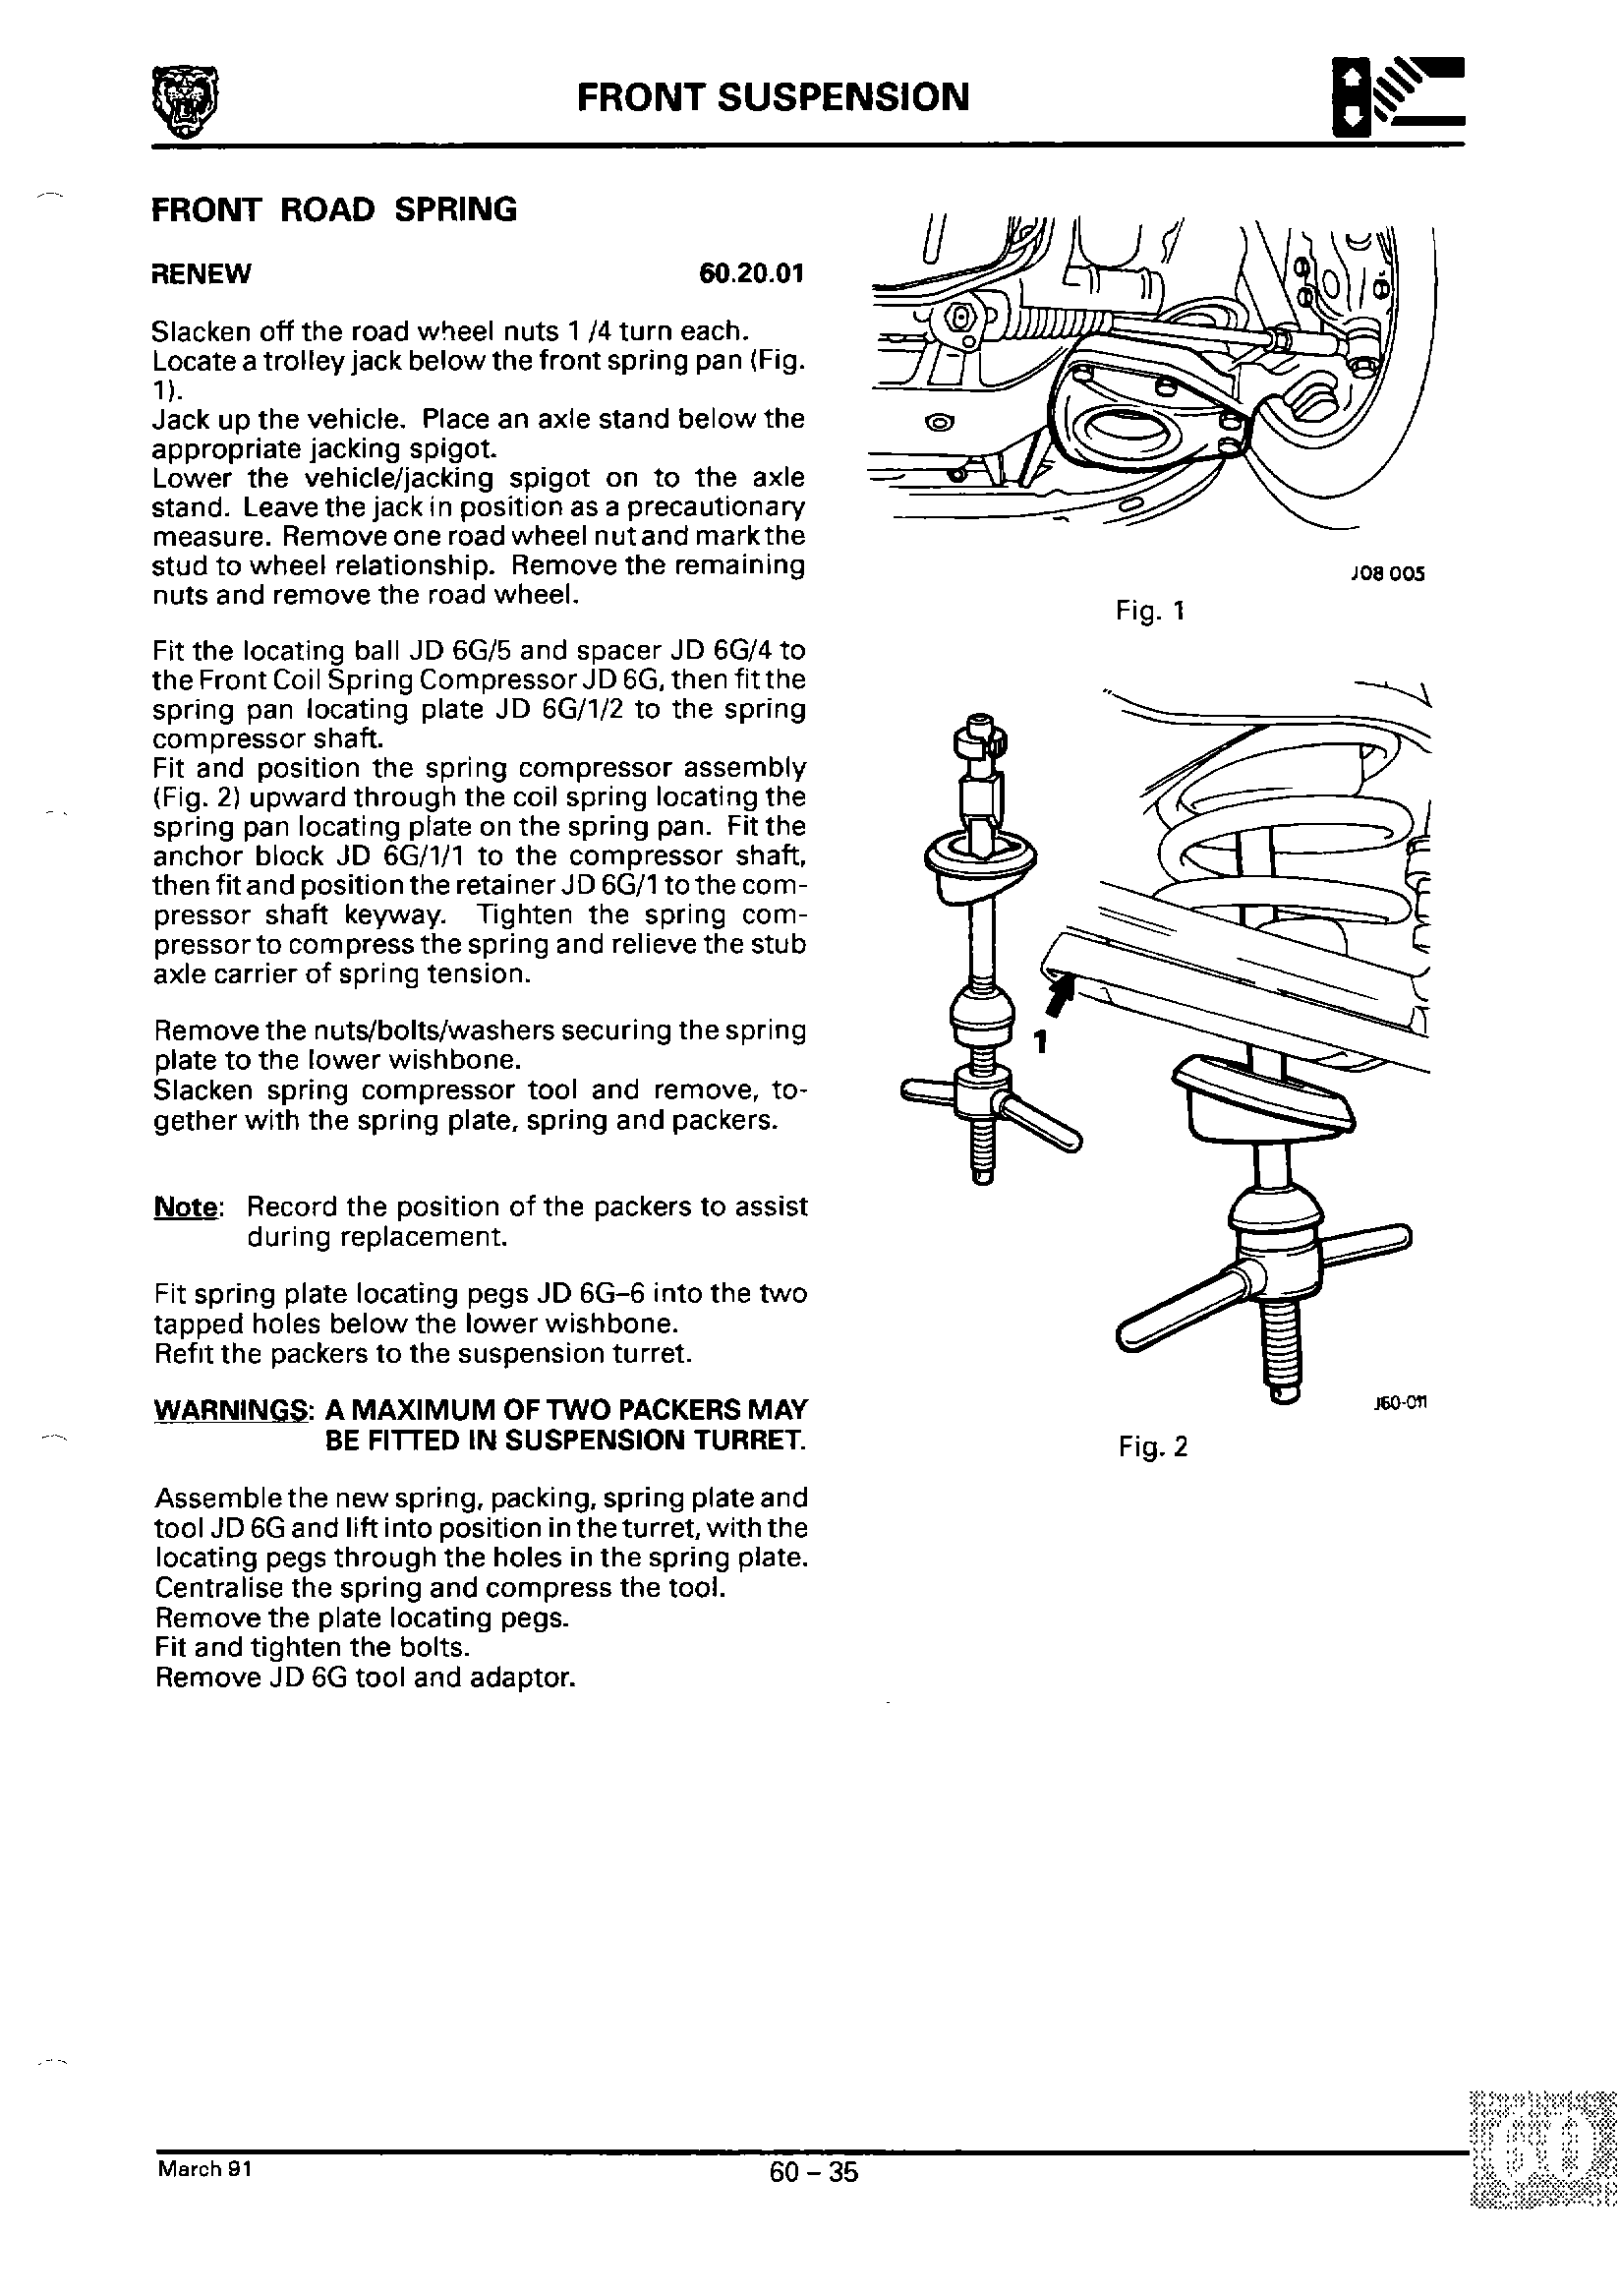 FRONT SUSPENSION
FRONT ROAD SPRING
RENEW 60.20.01
Slacken off the road wheel nuts 1 /4 turn each.
Locate a trolley jack below the front spring pan (Fig.
1).
Jack up the vehicle. Place an axle stand below the
appropriate jacking spigot.
Lower the vehicle/jacking spigot on to the axle
stand. Leave the jack in position as a precautionary
measure. Remove one road wheel nut and mark the
stud to wheel relationship. Remove the remaining
nuts and remove the road wheel.
Fit the locating ball JD 6G/5 and spacer JD 6G/4 to
the Front Coil Spring Compressor JD 6G, then fit the
spring pan locating plate JD 6G/1/2 to the spring
compressor shaft.
Fit and position the spring compressor assembly
(Fig. 2) upward through the coil spring locating the
spring pan locating plate on the spring pan. Fit the
anchor block JD 6G/1/1 to the compressor shaft,
then fit and position the retainer JD 6G/1 to the com-
pressor shaft keyway. Tighten the spring com-
pressor to compress the spring and relieve the stub
axle carrier of spring tension.
Remove the nuts/bolts/washers securing the spring
plate to the lower wishbone.
Slacken spring compressor tool and remove, to-
gether with the spring plate, spring and packers.
Note: Record the position of the packers to assist
during replacement.
Fit spring plate locating pegs JD 6G-6 into the two
tapped holes below the lower wishbone.
Refit the packers to the suspension turret.
WARNINGS: A MAXIMUM OF TWO PACKERS MAY
BE FITTED IN SUSPENSION TURRET.
Assemble the new spring, packing, spring plate and
tool JD 6G and lift into position in the turret, with the
locating pegs through the holes in the spring plate.
Centralise the spring and compress the tool.
Remove the plate locating pegs.
Fit and tighten the bolts.
Remove JD 6G tool and adaptor.
J08 005
Fig. 1
1
J60-011
Fig. 2
March 91
60 – 35
60